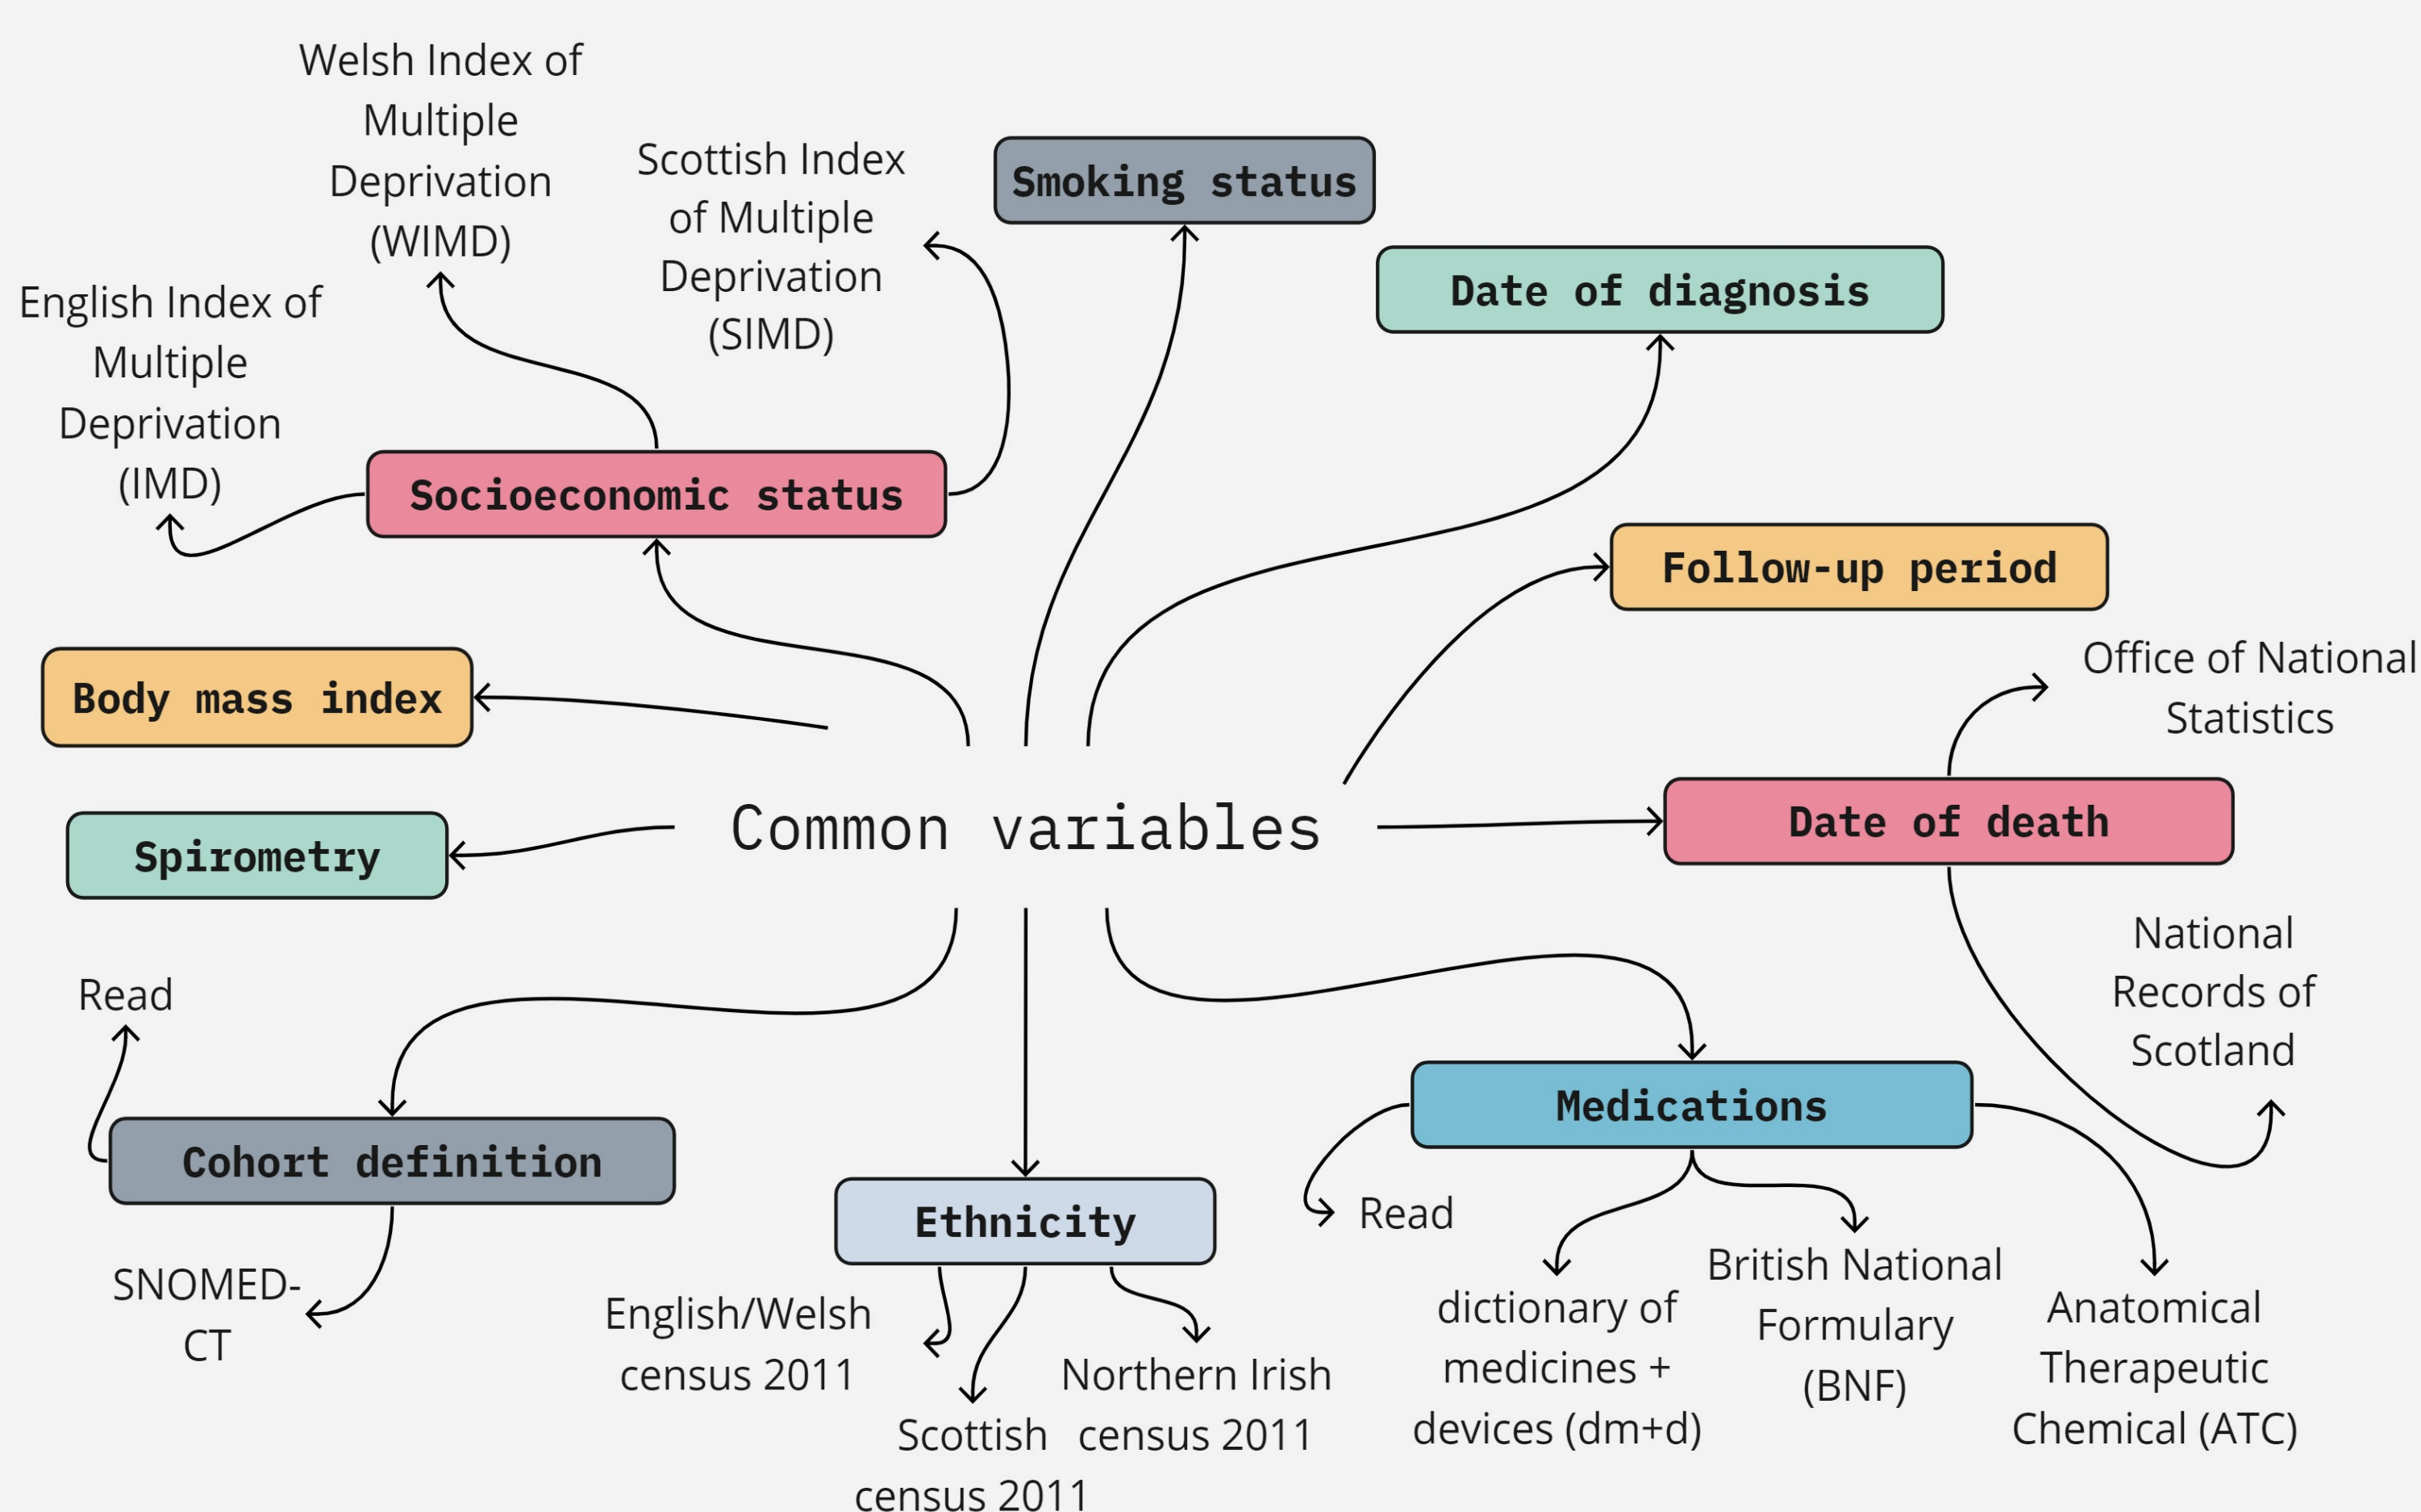 Welsh Index of
Multiple
Deprivation
(WIMD)
Scottish Index
of Multiple
Deprivation
(SIMD)
Smoking status
Date of diagnosis
English Index of
Multiple
Deprivation
(IMD)
Socioeconomic status
Follow-up period
Body mass index
Office of National
Statistics
Common variables
Date of death
Spirometry
National
Records of
Scotland
Read
Cohort definition
SNOMED-
CT
Ethnicity
English/Welsh
census 2011
Scottish
census 2011
Northern Irish
census 2011
Medications
Read
dictionary of
medicines +
devices (dm+d)
British National
Formulary
(BNF)
Anatomical
Therapeutic
Chemical (ATC)